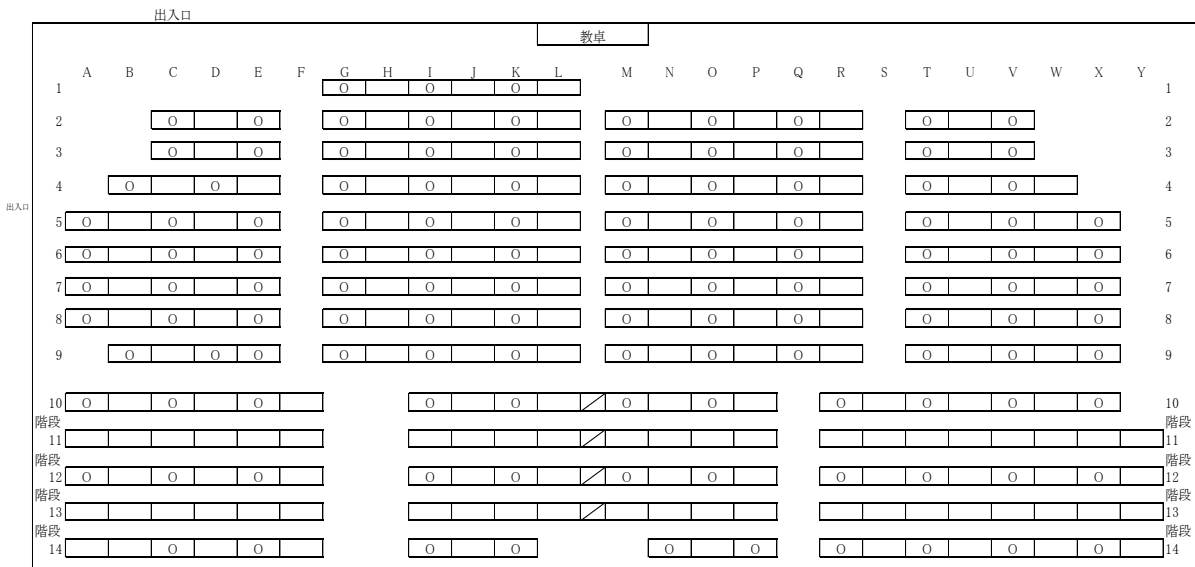 出入口
教卓
A B C D E F G H I J K L M N O P Q R S T U V W X Y
1 O O O 1
2 O O O O O O O O O O 2
3 O O O O O O O O O O 3
4 O O O O O O O O O O 4
出入口
5 O O O O O O O O O O O O 5
6 O O O O O O O O O O O O 6
7 O O O O O O O O O O O O 7
8 O O O O O O O O O O O O 8
9 O O O O O O O O O O O O 9
10 O O O O O O O O O O O 10
階段 階段
11 11
階段 階段
12 O O O O O O O O O O O 12
階段 階段
13 13
階段 階段
14 O O O O O O O O O O 14